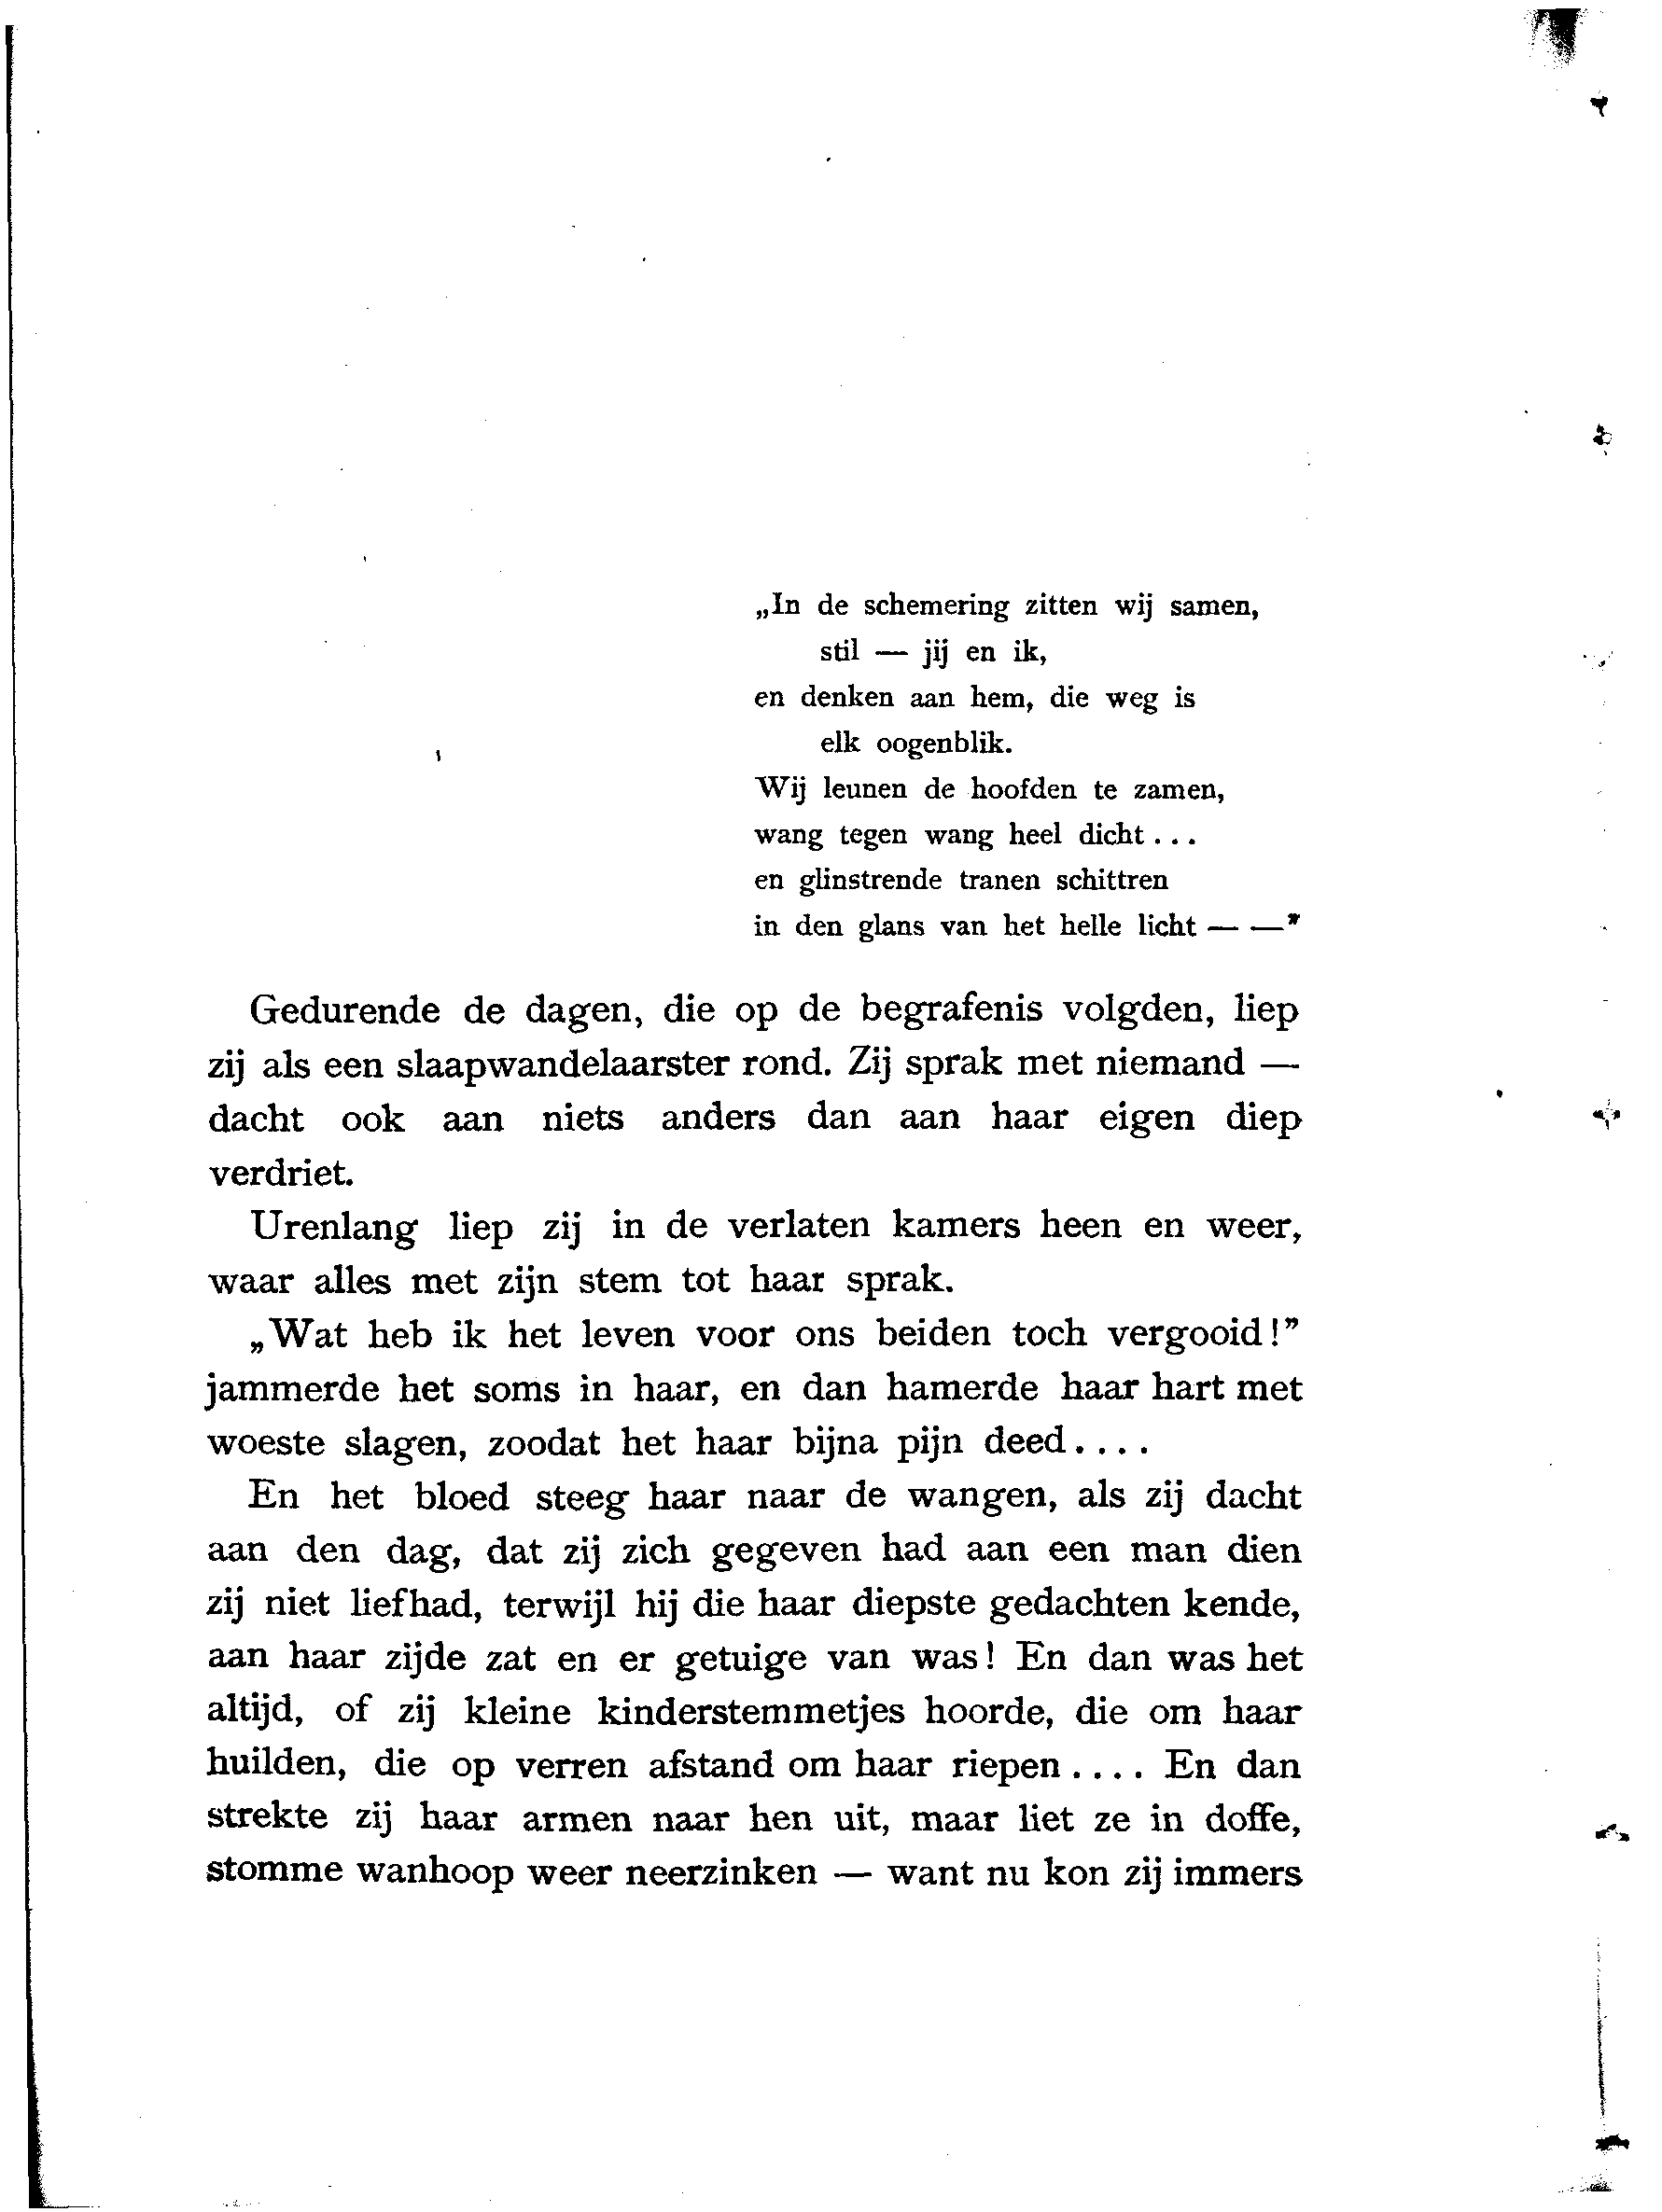 „In de schemering zitten wij samen,
stil — jij en ik,
en denken aan hem, die weg is
elk oogenblik.
Wij leunen de hoofden te zamen,
wang tegen wang heel dicht...
en glinstrende tranen schittren
in den glans van het helle licht — —”
Gedurende de dagen, die op de begrafenis volgden, liep
zij als een slaapwandelaarster rond. Zij sprak met niemand —
dacht ook aan niets anders dan aan haar eigen diep
verdriet.
Urenlang liep zij in de verlaten kamers heen en weer,
waar alles met zijn stem tot haar sprak.
„Wat heb ik het leven voor ons beiden toch vergooid!”
jammerde het soms in haar, en dan hamerde haar hart met
woeste slagen, zoodat het haar bijna pijn deed....
En het bloed steeg haar naar de wangen, als zij dacht
aan den dag, dat zij zich gegeven had aan een man dien
zij niet liefhad, terwijl hij die haar diepste gedachten kende,
aan haar zijde zat en er getuige van was! En dan was het
altijd, of zij kleine kinderstemmetjes hoorde, die om haar
huilden, die op verren afstand om haar riepen.... En dan
strekte zij haar armen naar hen uit, maar liet ze in doffe,
stomme wanhoop weer neerzinken — want nu kon zij immers